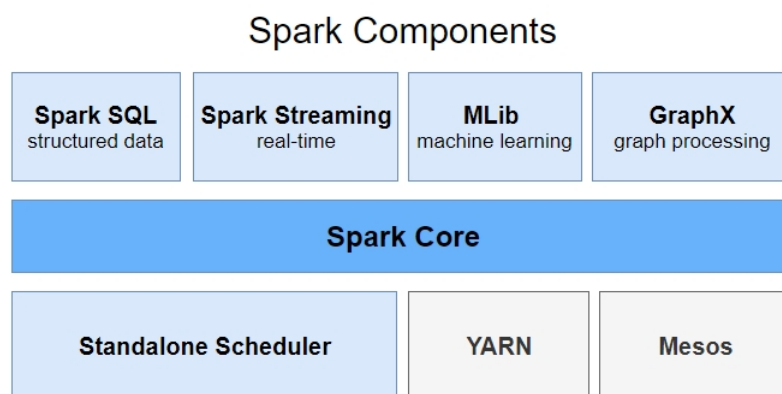 Spark Components
Spark SQL
structured data
Spark Streaming
real-time
MLib
machine learning
GraphX
graph processing
Spark Core
Standalone Scheduler
YARN
Mesos